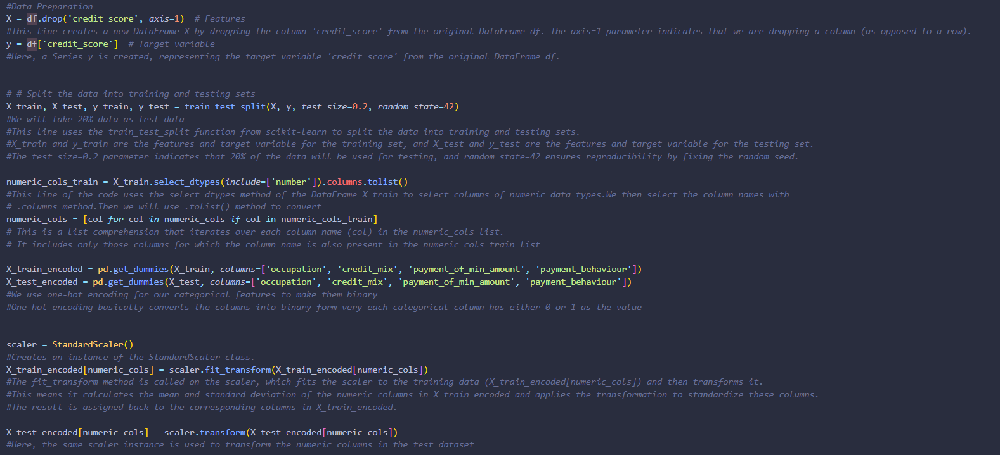 #Data Preparation
X = df.drop('credit_score', axis=1)  # Features
#This line creates a new DataFrame X by dropping the column 'credit_score' from the original DataFrame df. The axis=1 parameter indicates that we are dropping a column (as opposed to a row).
y = df['credit_score']  # Target variable
#Here, a Series y is created, representing the target variable 'credit_score' from the original DataFrame df.
# # Split the data into training and testing sets
X_train, X_test, y_train, y_test = train_test_split(X, y, test_size=0.2, random_state=42)
#We will take 20% data as test data
#This line uses the train_test_split function from scikit-learn to split the data into training and testing sets.
#X_train and y_train are the features and target variable for the training set, and X_test and y_test are the features and target variable for the testing set.
#The test_size=0.2 parameter indicates that 20% of the data will be used for testing, and random_state=42 ensures reproducibility by fixing the random seed.
numeric_cols_train = X_train.select_dtypes(include=['number']).columns.tolist()
#This line of the code uses the select_dtypes method of the DataFrame X_train to select columns of numeric data types.We then select the column names with
# .columns method.Then we will use .tolist() method to convert
numeric_cols = [col for col in numeric_cols if col in numeric_cols_train]
# This is a list comprehension that iterates over each column name (col) in the numeric_cols list.
# It includes only those columns for which the column name is also present in the numeric_cols_train list
X_train_encoded = pd.get_dummies(X_train, columns=['occupation', 'credit_mix', 'payment_of_min_amount', 'payment_behaviour'])
X_test_encoded = pd.get_dummies(X_test, columns=['occupation', 'credit_mix', 'payment_of_min_amount', 'payment_behaviour'])
#We use one-hot encoding for our categorical features to make them binary
#One hot encoding basically converts the columns into binary form very each categorical column has either 0 or 1 as the value
scaler = StandardScaler()
#Creates an instance of the StandardScaler class.
X_train_encoded[numeric_cols] = scaler.fit_transform(X_train_encoded[numeric_cols])
#The fit_transform method is called on the scaler, which fits the scaler to the training data (X_train_encoded[numeric_cols]) and then transforms it.
#This means it calculates the mean and standard deviation of the numeric columns in X_train_encoded and applies the transformation to standardize these columns.
#The result is assigned back to the corresponding columns in X_train_encoded.
X_test_encoded[numeric_cols] = scaler.transform(X_test_encoded[numeric_cols])
#Here, the same scaler instance is used to transform the numeric columns in the test dataset